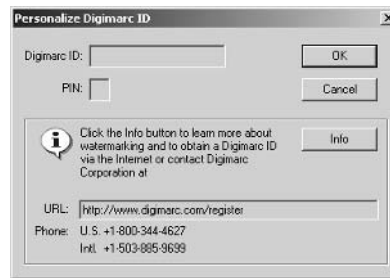 Personalize Digimarc ID
Digimarc ID:
OK
PIN:
Cancel
Click the Info button to learn more about
watermarking and to obtain a Digimarc ID
via the Internet or contact Digimarc
Corporation at
Info
URL: http://www.digimarc.com/register
Phone: U.S. +1-800-344-4627
Intl. +1-503-885-9699